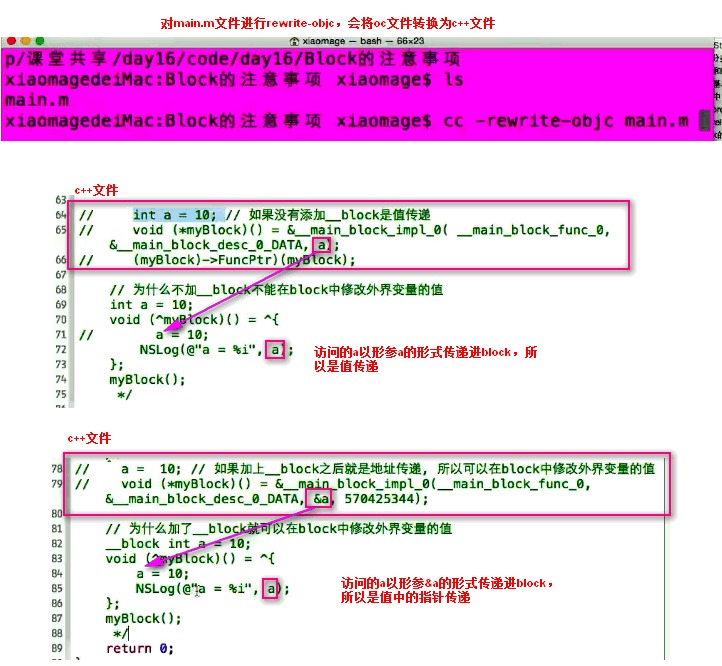 对main.m文件进行rewrite-objc，会将oc文件转换为c++文件
xiaomage — bash — 66×23
p/课堂共享/day16/code/day16/Block的注意事项
xiaomagedeiMac:Block的注意事项 xiaomage$ ls
main.m
xiaomagedeiMac:Block的注意事项 xiaomage$ cc -rewrite-objc main.m
c++文件
63
64 // int a = 10; // 如果没有添加__block是值传递
65 // void (*myBlock)() = &__main_block_impl_0( __main_block_func_0,
&__main_block_desc_0_DATA, a);
66 // (myBlock)->FuncPtr)(myBlock);
67
68 // 为什么不加__block不能在block中修改外界变量的值
69 int a = 10;
70 void (^myBlock)() = ^{
71 // a = 10;
72 NSLog(@"a = %i", a);
73 };
74 myBlock();
75 */
访问的a以形参a的形式传递进block，所
以是值传递
c++文件
78 // a = 10; // 如果加上__block之后就是地址传递, 所以可以在block中修改外界变量的值
79 // void (*myBlock)() = &__main_block_impl_0(__main_block_func_0,
&__main_block_desc_0_DATA, &a, 570425344);
80
81 // 为什么加了__block就可以在block中修改外界变量的值
82 __block int a = 10;
83 void (^myBlock)() = ^{
84 a = 10;
85 NSLog(@"a = %i", a);
86 };
87 myBlock();
88 */
89 return 0;
访问的a以形参&a的形式传递进block，
所以是值中的指针传递